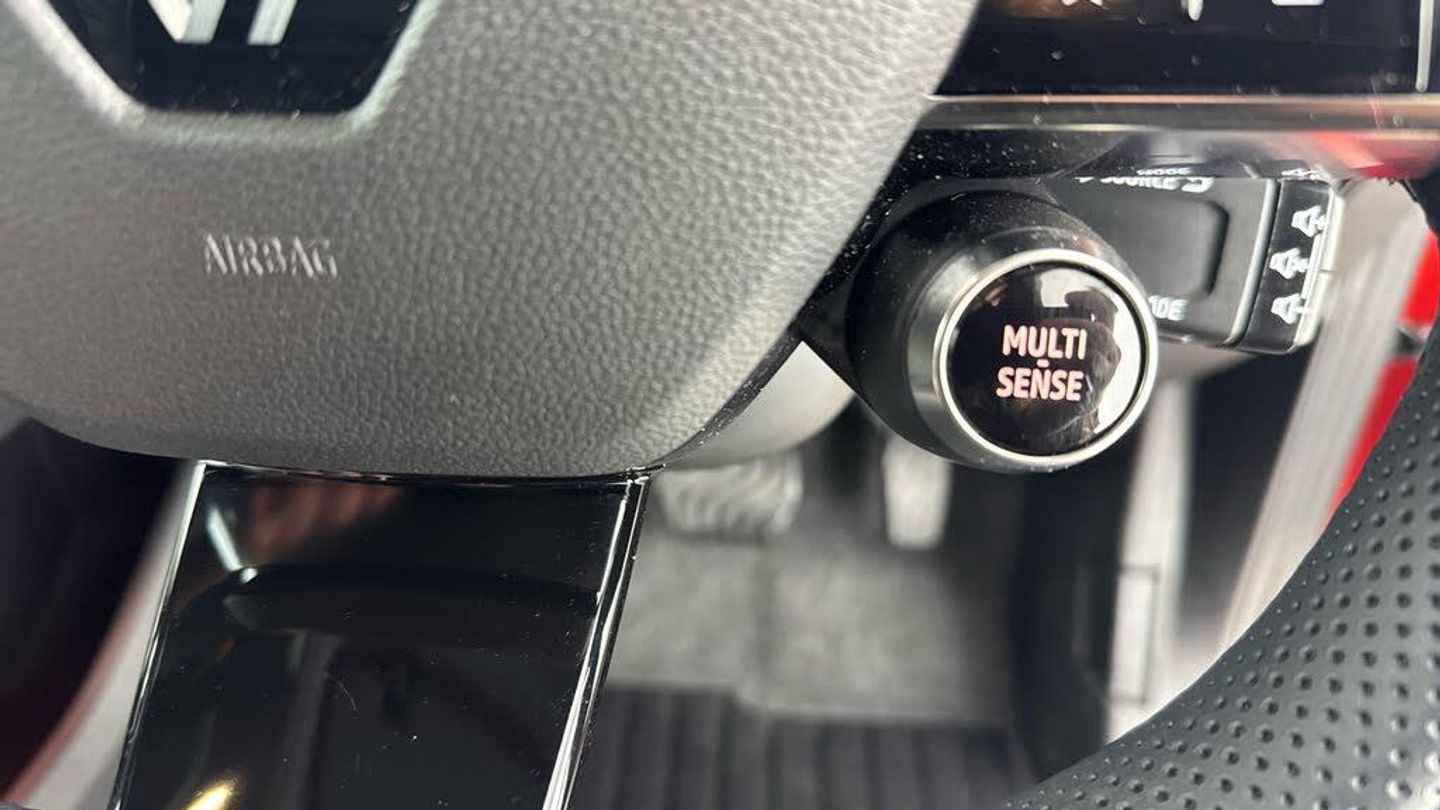 AIRBAG
MULTI
-
SENSE